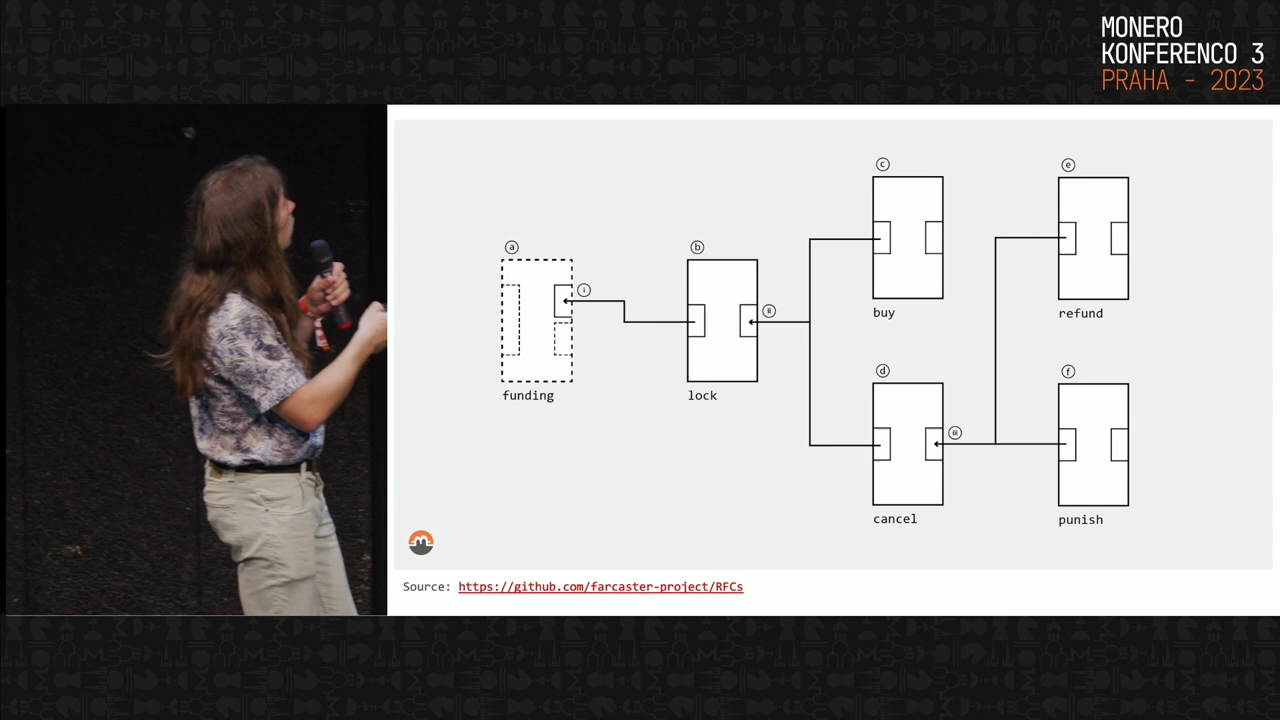 MONERO
KONFERENCO 3
PRAHA - 2023
a
funding
i
b
lock
ii
c
buy
d
cancel
iii
e
refund
f
punish
Source: https://github.com/farcaster-project/RFCs